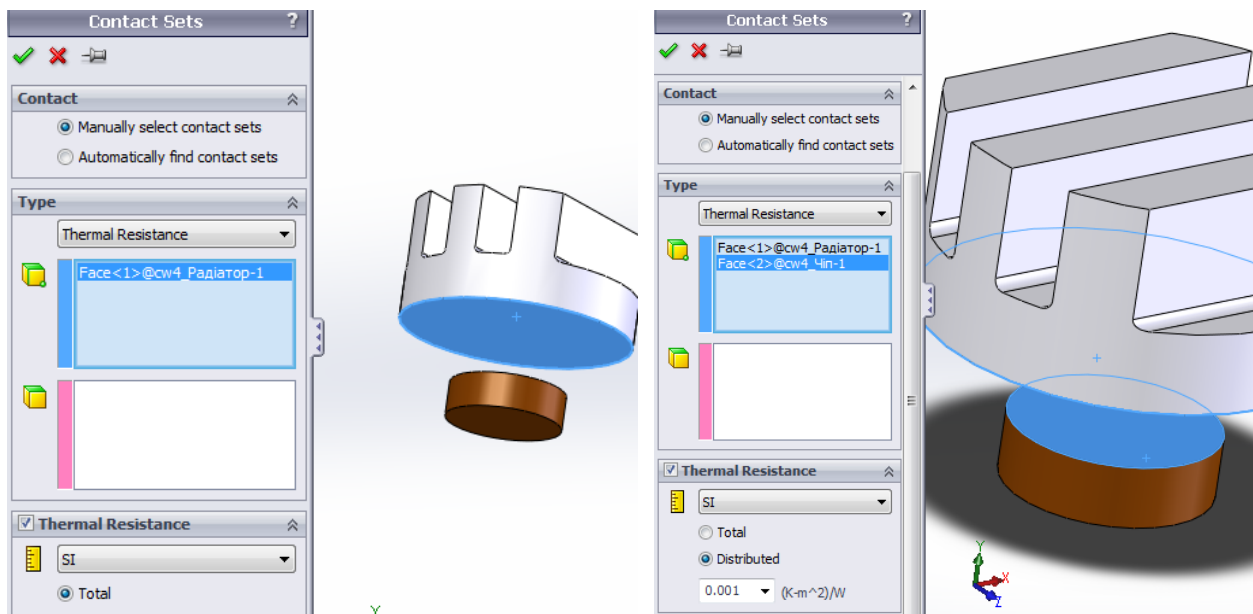 Contact Sets ?
Contact
Manually select contact sets
Automatically find contact sets
Type
Thermal Resistance
Face<1>@cw4_Радіатор-1
Thermal Resistance
SI
Total
Y
Contact Sets ?
Contact
Manually select contact sets
Automatically find contact sets
Type
Thermal Resistance
Face<1>@cw4_Радіатор-1
Face<2>@cw4_Чіп-1
Thermal Resistance
SI
Total
Distributed
0.001 (K-m^2)/W
Y
X
Z